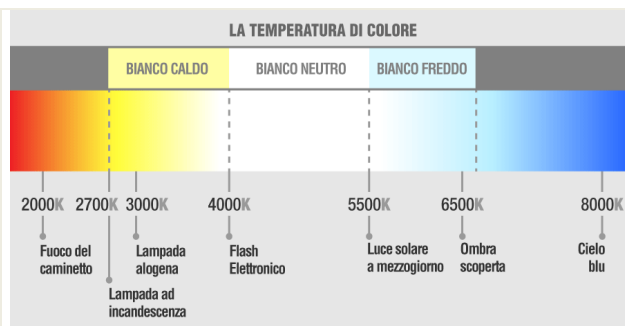 LA TEMPERATURA DI COLORE
BIANCO CALDO BIANCO NEUTRO BIANCO FREDDO
2000K 2700K 3000K 4000K 5500K 6500K 8000K
Fuoco del caminetto
Lampada ad incandescenza
Lampada alogena
Flash Elettronico
Luce solare a mezzogiorno
Ombra scoperta
Cielo blu